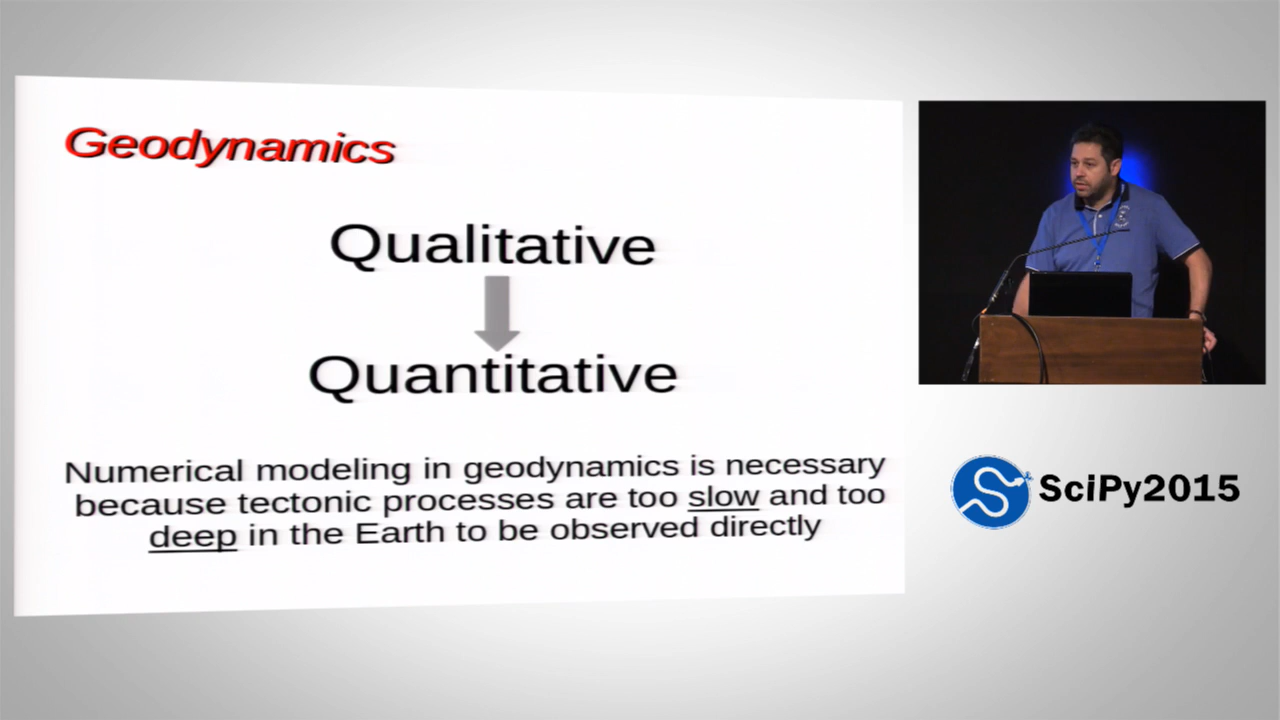 Geodynamics
Qualitative
Quantitative
Numerical modeling in geodynamics is necessary
because tectonic processes are too slow and too
deep in the Earth to be observed directly
SciPy2015